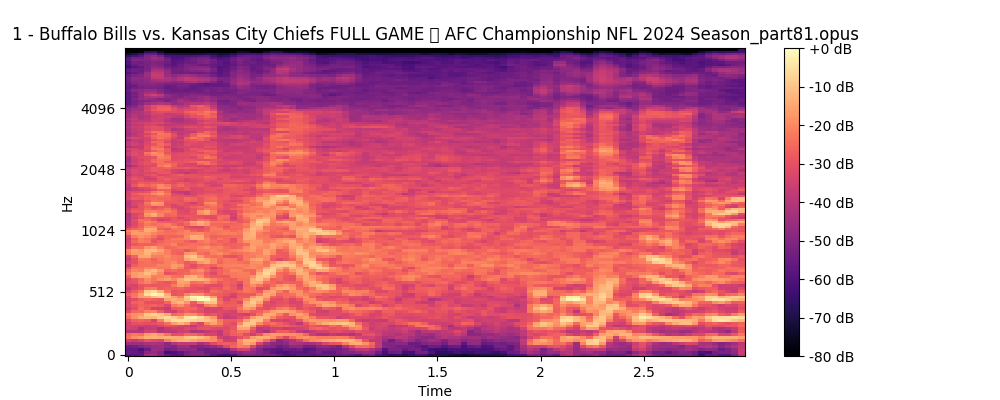 1 - Buffalo Bills vs. Kansas City Chiefs FULL GAME ▯ AFC Championship NFL 2024 Season_part81.opus
+0 dB
-10 dB
-20 dB
-30 dB
-40 dB
-50 dB
-60 dB
-70 dB
-80 dB
4096
2048
1024
512
0
Hz
0
0.5
1
1.5
2
2.5
Time